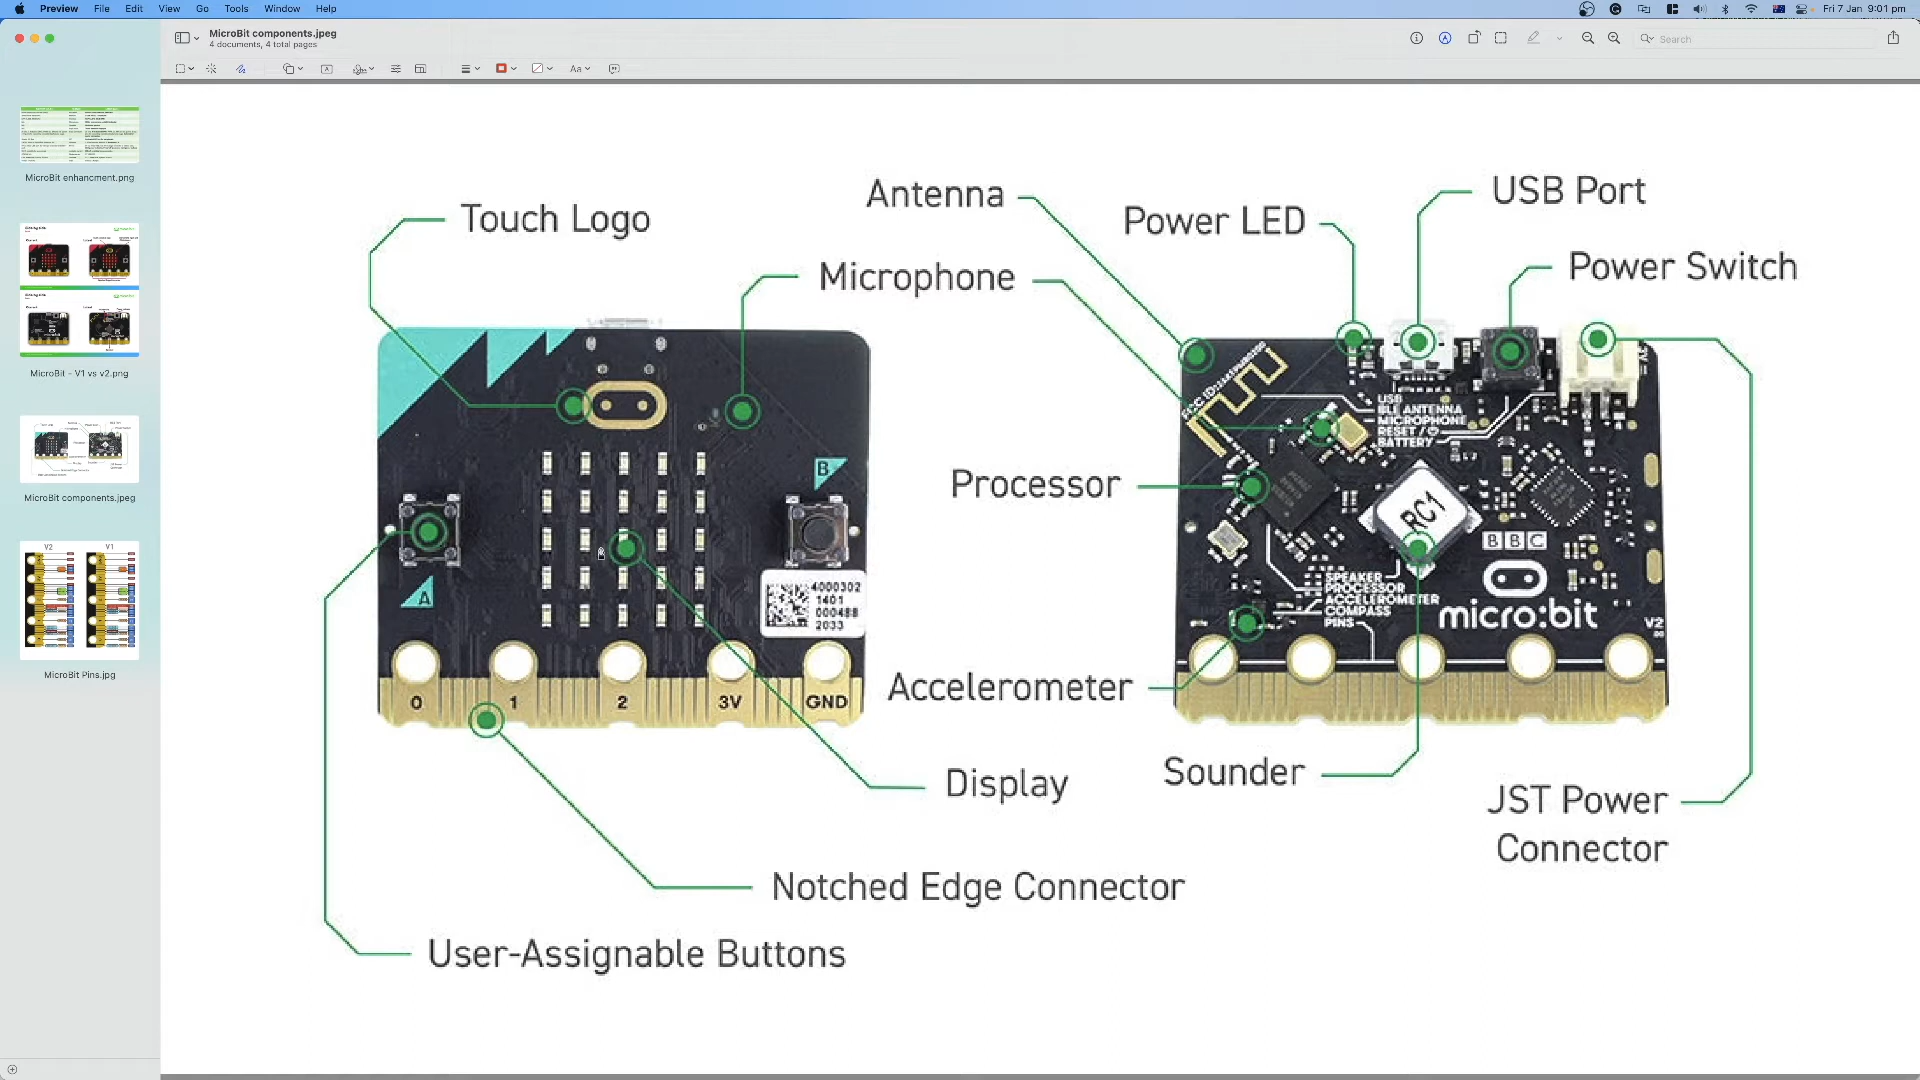 Preview File Edit View Go Tools Window Help
Fri 7 Jan 9:01 pm
MicroBit components.jpeg
4 documents, 4 total pages
Search
Aa
MicroBit enhancment.png
MicroBit - V1 vs v2.png
MicroBit components.jpeg
V2 V1
MicroBit Pins.jpg
Touch Logo
Antenna
Microphone
Power LED
USB Port
Power Switch
Processor
Accelerometer
Sounder
Display
JST Power
Connector
Notched Edge Connector
User-Assignable Buttons
B
A
4000302
1401
000488
2033
0 1 2 3V GND
USB
BLE ANTENNA
MICROPHONE
RESET /
BATTERY
RC1
BBC
micro:bit
V2
SPEAKER
PROCESSOR
ACCELEROMETER
COMPASS
PINS